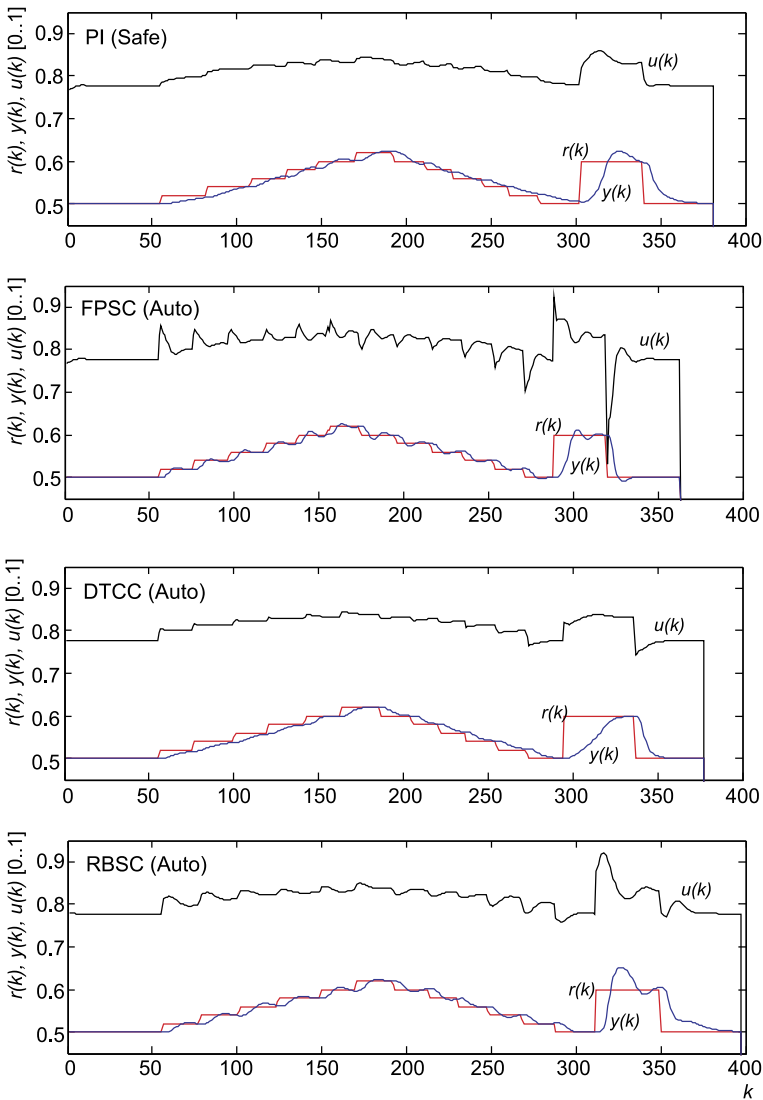 r(k), y(k), u(k) [0..1]
PI (Safe)
0.9
0.8
0.7
0.6
0.5
u(k)
r(k)
y(k)
0 50 100 150 200 250 300 350 400
r(k), y(k), u(k) [0..1]
FPSC (Auto)
0.9
0.8
0.7
0.6
0.5
u(k)
r(k)
y(k)
0 50 100 150 200 250 300 350 400
r(k), y(k), u(k) [0..1]
DTCC (Auto)
0.9
0.8
0.7
0.6
0.5
u(k)
r(k)
y(k)
0 50 100 150 200 250 300 350 400
r(k), y(k), u(k) [0..1]
RBSC (Auto)
0.9
0.8
0.7
0.6
0.5
u(k)
r(k)
y(k)
0 50 100 150 200 250 300 350 400
k